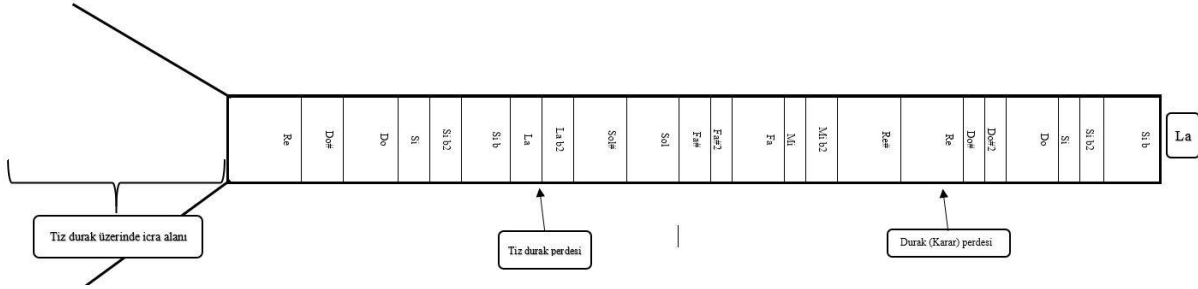 Re
Do#
Do
Si
Si b2
Si b
La
La b2
Sol#
Sol
Fa#
Fa#2
Fa
Mi
Mi b2
Re#
Re
Do#
Do#2
Do
Si
Si b2
Si b
La
Tiz durak üzerinde icra alanı
Tiz durak perdesi
Durak (Karar) perdesi